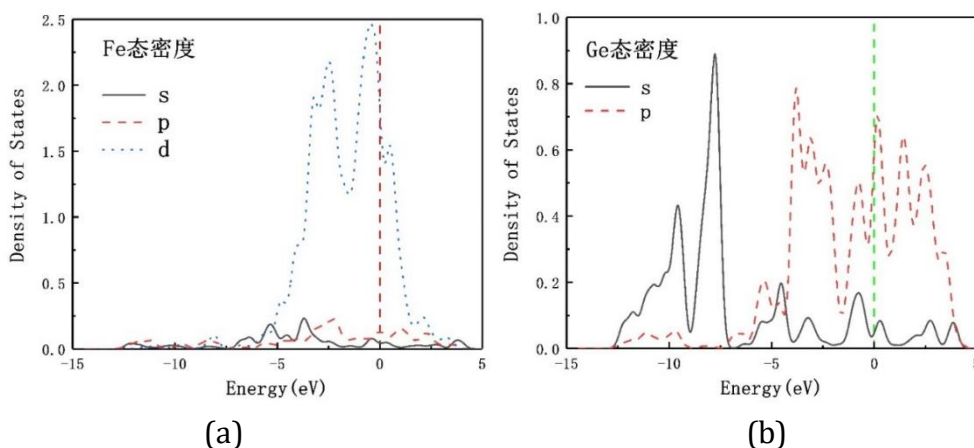 Fe态密度
s
p
d
Density of States
2.5
2.0
1.5
1.0
0.5
0.0
-15
-10
-5
0
5
Energy(eV)
(a)
Ge态密度
s
p
Density of States
1.0
0.8
0.6
0.4
0.2
0.0
-15
-10
-5
0
5
Energy(eV)
(b)